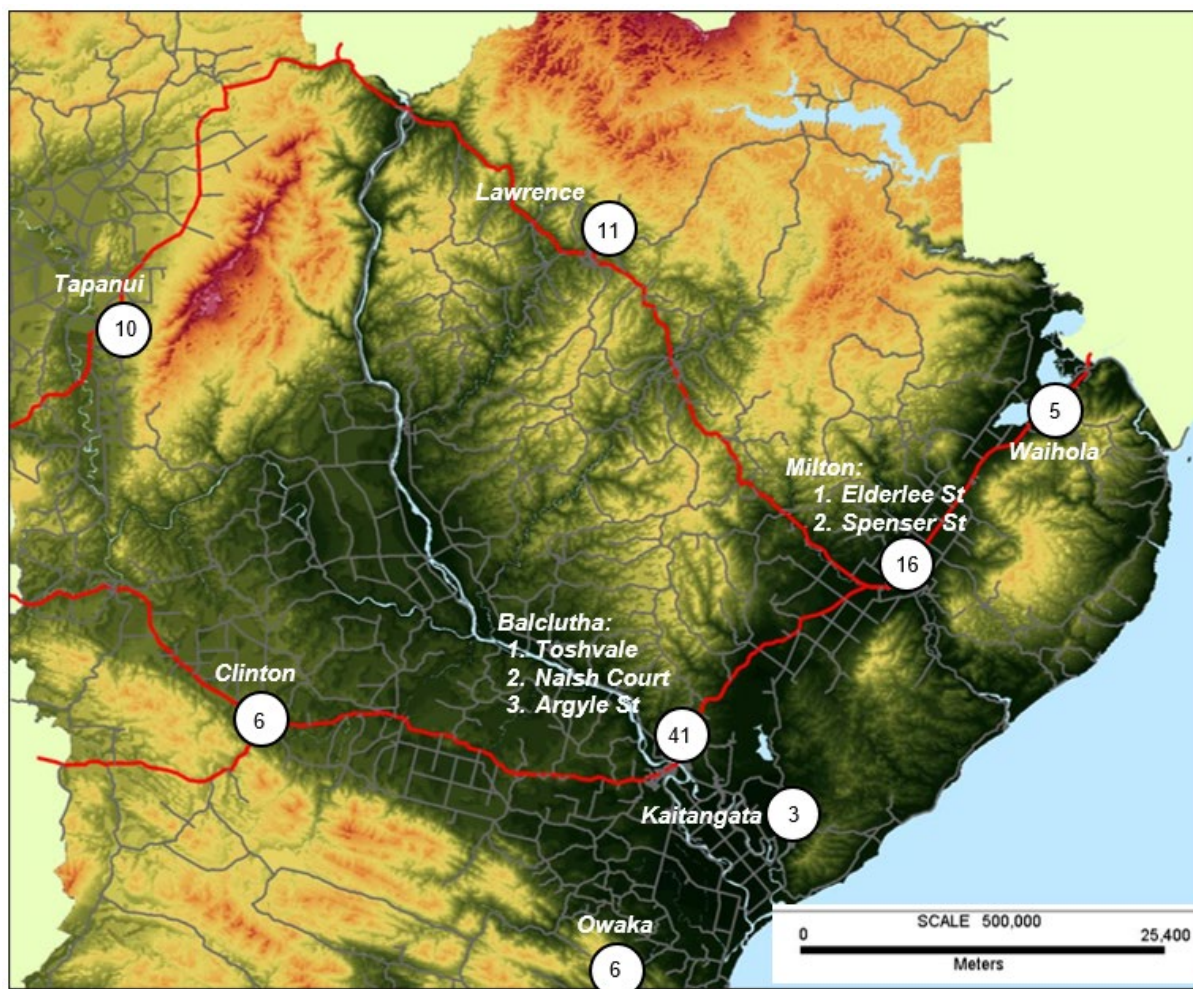 Lawrence
11
Tapanui
10
5
Waihola
Milton:
1. Elderlee St
2. Spenser St
16
Balclutha:
1. Toshvale
2. Naish Court
3. Argyle St
Clinton
6
41
Kaitangata
3
Owaka
6
SCALE 500,000
0 25,400
Meters